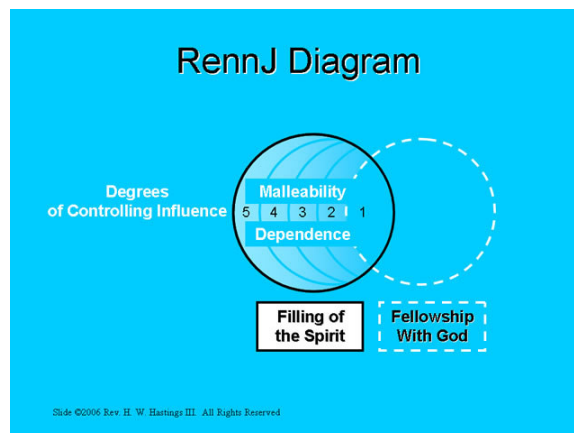 RennJ Diagram
Degrees
of Controlling Influence
Malleability
5 4 3 2 1
Dependence
Filling of
the Spirit
Fellowship
With God
Slide ©2006 Rev. H. W. Hastings III. All Rights Reserved